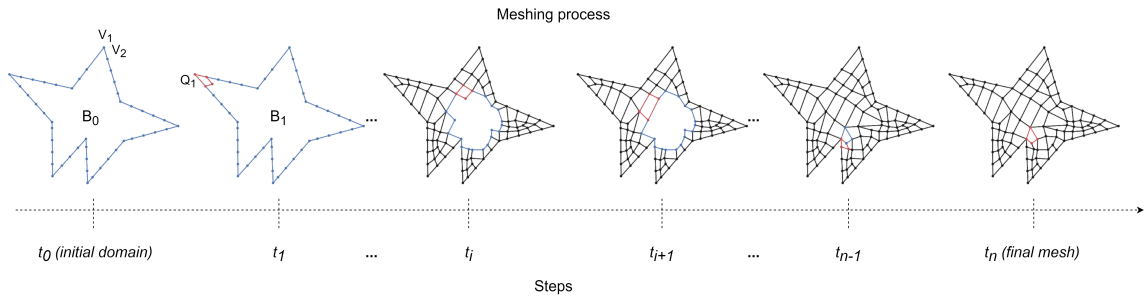 Meshing process
V1
V2
B0
Q1
B1
...
...
t0 (initial domain)
t1
...
ti
ti+1
...
tn-1
tn (final mesh)
Steps